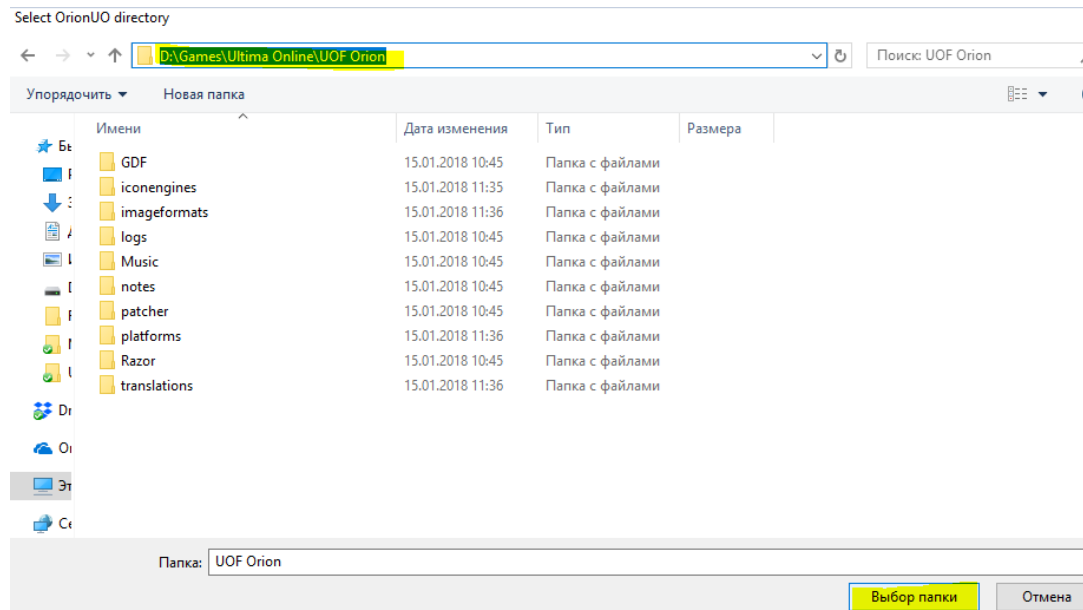 Select OrionUO directory
D:\Games\Ultima Online\UOF Orion
Поиск: UOF Orion
Упорядочить
Новая папка
Имени
Дата изменения
Тип
Размера
GDF
15.01.2018 10:45
Папка с файлами
iconengines
15.01.2018 11:35
Папка с файлами
imageformats
15.01.2018 11:36
Папка с файлами
logs
15.01.2018 10:45
Папка с файлами
Music
15.01.2018 10:45
Папка с файлами
notes
15.01.2018 10:45
Папка с файлами
patcher
15.01.2018 10:45
Папка с файлами
platforms
15.01.2018 11:36
Папка с файлами
Razor
15.01.2018 10:45
Папка с файлами
translations
15.01.2018 11:36
Папка с файлами
Папка:
UOF Orion
Выбор папки
Отмена